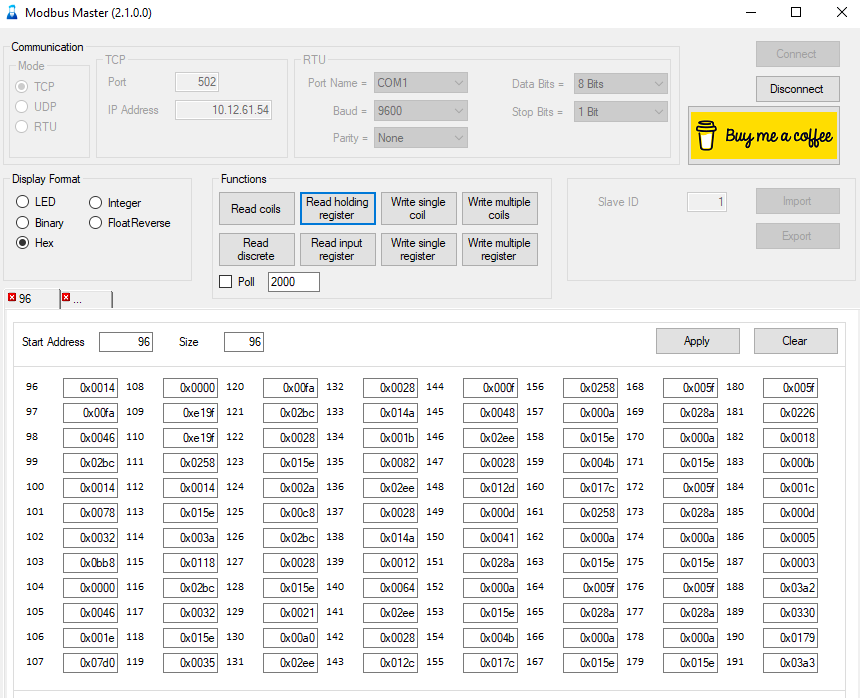 Modbus Master (2.1.0.0)
Communication
Mode
TCP
UDP
RTU
TCP
Port 502
IP Address 10.12.61.54
RTU
Port Name = COM1 Data Bits = 8 Bits
Baud = 9600 Stop Bits = 1 Bit
Parity = None
Connect
Disconnect
Buy me a coffee
Display Format
LED Integer
Binary FloatReverse
Hex
Functions
Read coils
Read holding
register
Write single
coil
Write multiple
coils
Read
discrete
Read input
register
Write single
register
Write multiple
register
Poll 2000
Slave ID 1
Import
Export
96 ...
Start Address 96 Size 96 Apply Clear
96 0x0014 108 0x0000 120 0x00fa 132 0x0028 144 0x000f 156 0x0258 168 0x005f 180 0x005f
97 0x00fa 109 0xe19f 121 0x02bc 133 0x014a 145 0x0048 157 0x000a 169 0x028a 181 0x0226
98 0x0046 110 0xe19f 122 0x0028 134 0x001b 146 0x02ee 158 0x015e 170 0x000a 182 0x0018
99 0x02bc 111 0x0258 123 0x015e 135 0x0082 147 0x0028 159 0x004b 171 0x015e 183 0x000b
100 0x0014 112 0x0014 124 0x002a 136 0x02ee 148 0x012d 160 0x017c 172 0x005f 184 0x001c
101 0x0078 113 0x015e 125 0x00c8 137 0x0028 149 0x000d 161 0x0258 173 0x028a 185 0x000d
102 0x0032 114 0x003a 126 0x02bc 138 0x014a 150 0x0041 162 0x000a 174 0x000a 186 0x0005
103 0x0bb8 115 0x0118 127 0x0028 139 0x0012 151 0x028a 163 0x015e 175 0x015e 187 0x0003
104 0x0000 116 0x02bc 128 0x015e 140 0x0064 152 0x000a 164 0x005f 176 0x005f 188 0x03a2
105 0x0046 117 0x0032 129 0x0021 141 0x02ee 153 0x015e 165 0x028a 177 0x028a 189 0x0330
106 0x001e 118 0x015e 130 0x00a0 142 0x0028 154 0x004b 166 0x000a 178 0x000a 190 0x0179
107 0x07d0 119 0x0035 131 0x02ee 143 0x012c 155 0x017c 167 0x015e 179 0x015e 191 0x03a3